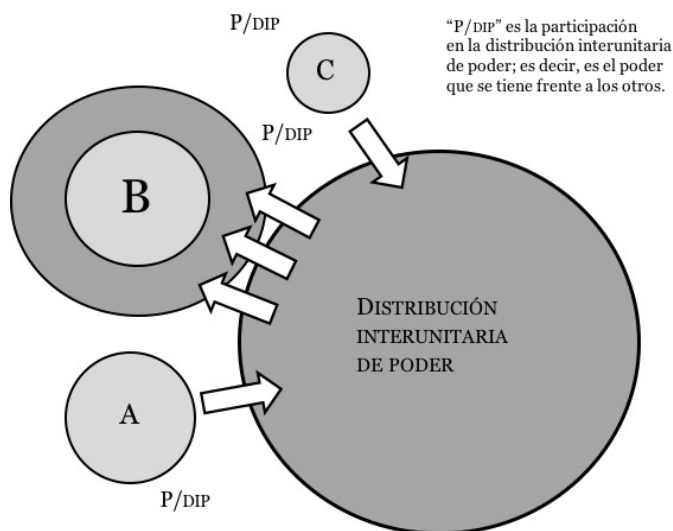 P/DIP
“P/DIP” es la participación
en la distribución interunitaria
de poder; es decir, es el poder
que se tiene frente a los otros.
C
P/DIP
B
DISTRIBUCIÓN
INTERUNITARIA
DE PODER
A
P/DIP